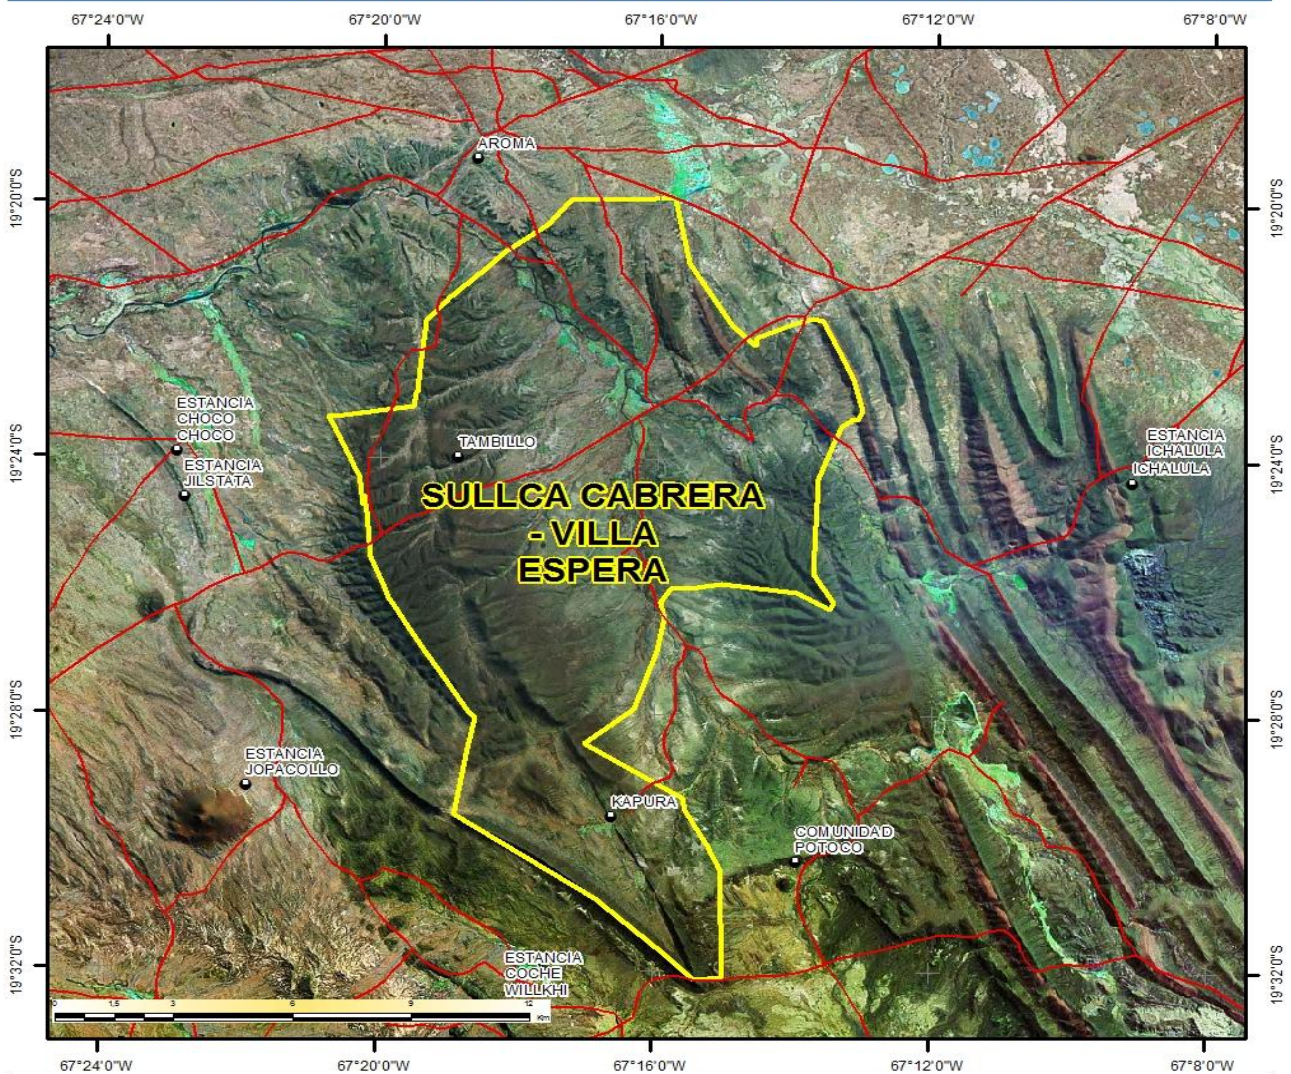 67°24'0"W 67°20'0"W 67°16'0"W 67°12'0"W 67°8'0"W
AROMA
19°20'0"S
19°20'0"S
ESTANCIA
CHOCO
CHOCO
ESTANCIA
JILSTATA
TAMBILLO
ESTANCIA
ICHALULA
ICHALULA
19°24'0"S
19°24'0"S
SULLCA CABRERA
- VILLA
ESPERA
19°28'0"S
19°28'0"S
ESTANCIA
JOPACOLLO
KAPURA
COMUNIDAD
POTOCO
ESTANCIA
COCHE
WILLKHI
19°32'0"S
19°32'0"S
0 1,5 3 6 9 12
Km
67°24'0"W 67°20'0"W 67°16'0"W 67°12'0"W 67°8'0"W